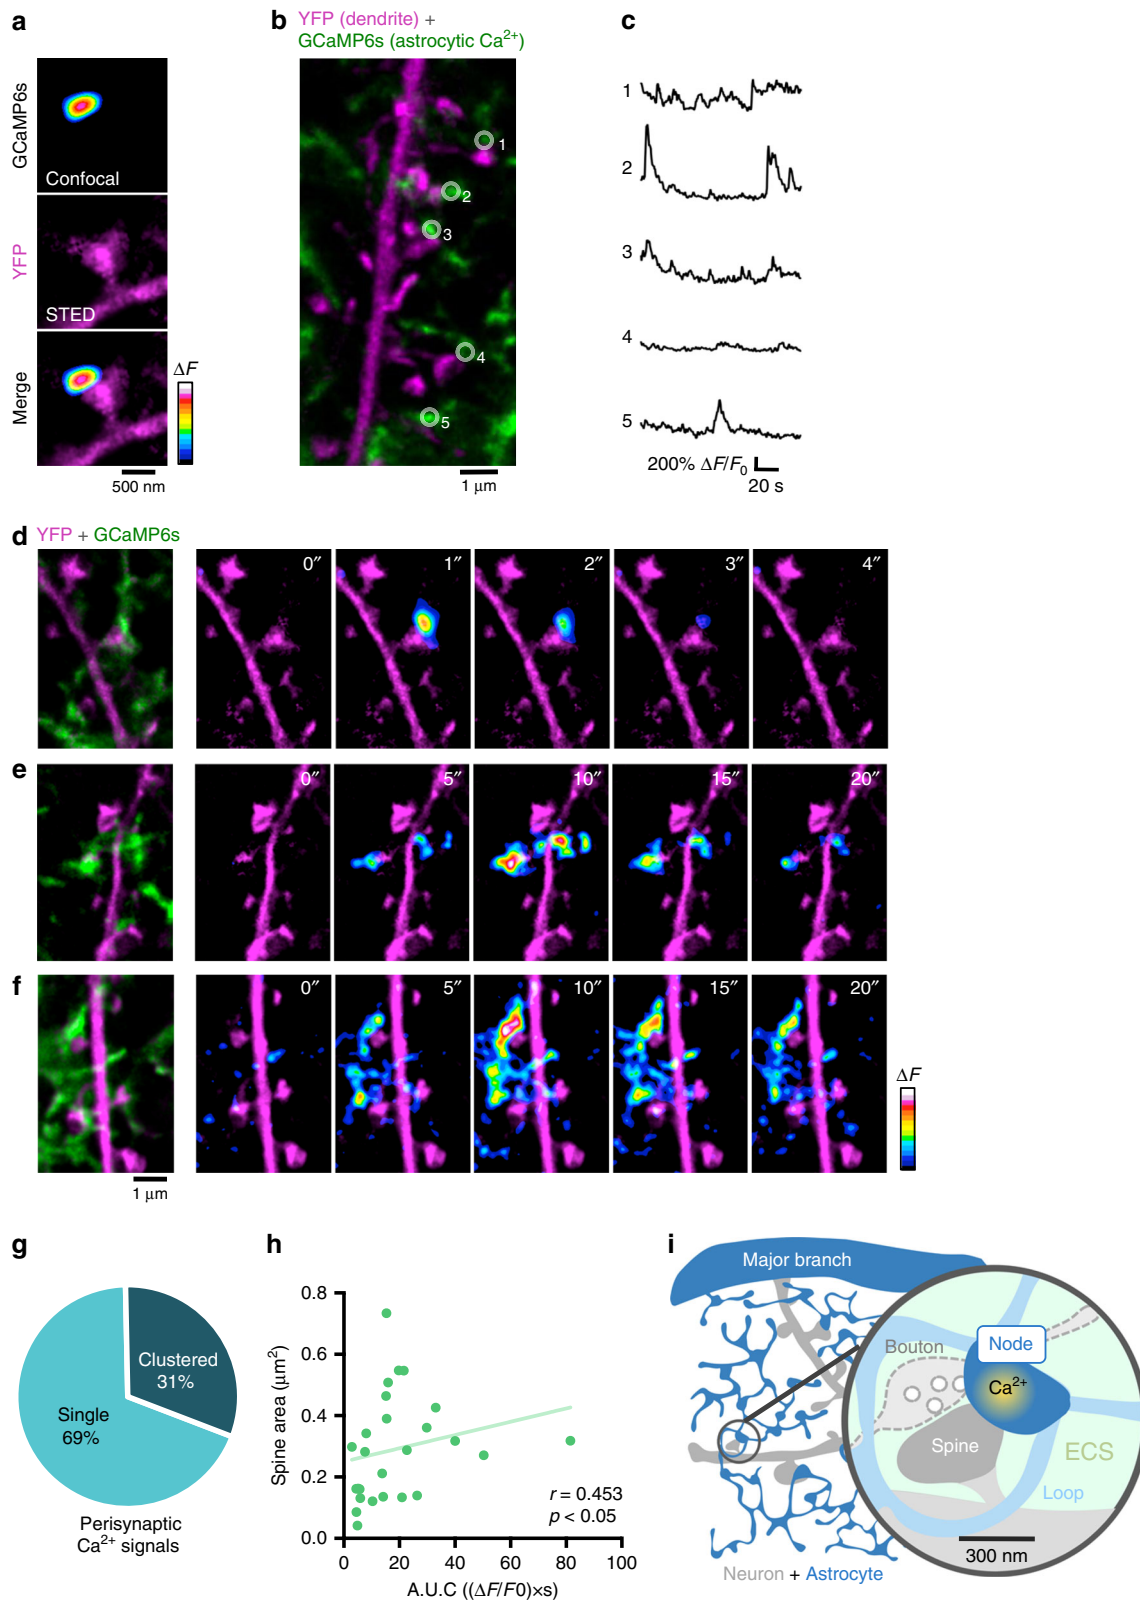 a
GCaMP6s
Confocal
YFP
STED
Merge
ΔF
500 nm
b YFP (dendrite) +
GCaMP6s (astrocytic Ca²⁺)
1
2
3
4
5
1 μm
c
1
2
3
4
5
200% ΔF/F₀
20 s
d YFP + GCaMP6s
0″ 1″ 2″ 3″ 4″
e
0″ 5″ 10″ 15″ 20″
f
0″ 5″ 10″ 15″ 20″
ΔF
1 μm
g
Clustered
31%
Single
69%
Perisynaptic
Ca²⁺ signals
h
Spine area (μm²)
0.8
0.6
0.4
0.2
0.0
r = 0.453
p < 0.05
0 20 40 60 80 100
A.U.C ((ΔF/F0)×s)
i
Major branch
Node
Bouton
Ca²⁺
Spine
ECS
Loop
300 nm
Neuron + Astrocyte